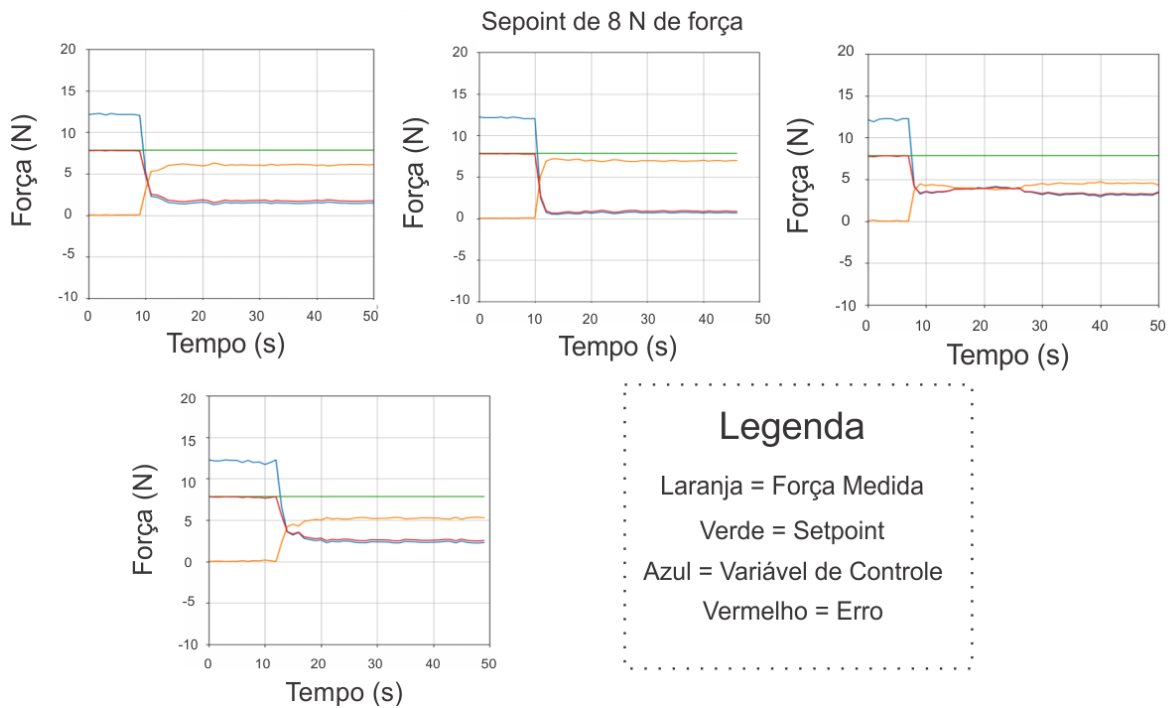 Sepoint de 8 N de força
20
15
10
5
0
-5
-10
0 10 20 30 40 50
Força (N)
Tempo (s)
20
15
10
5
0
-5
-10
0 10 20 30 40 50
Força (N)
Tempo (s)
20
15
10
5
0
-5
-10
0 10 20 30 40 50
Força (N)
Tempo (s)
20
15
10
5
0
-5
-10
0 10 20 30 40 50
Força (N)
Tempo (s)
Legenda
Laranja = Força Medida
Verde = Setpoint
Azul = Variável de Controle
Vermelho = Erro